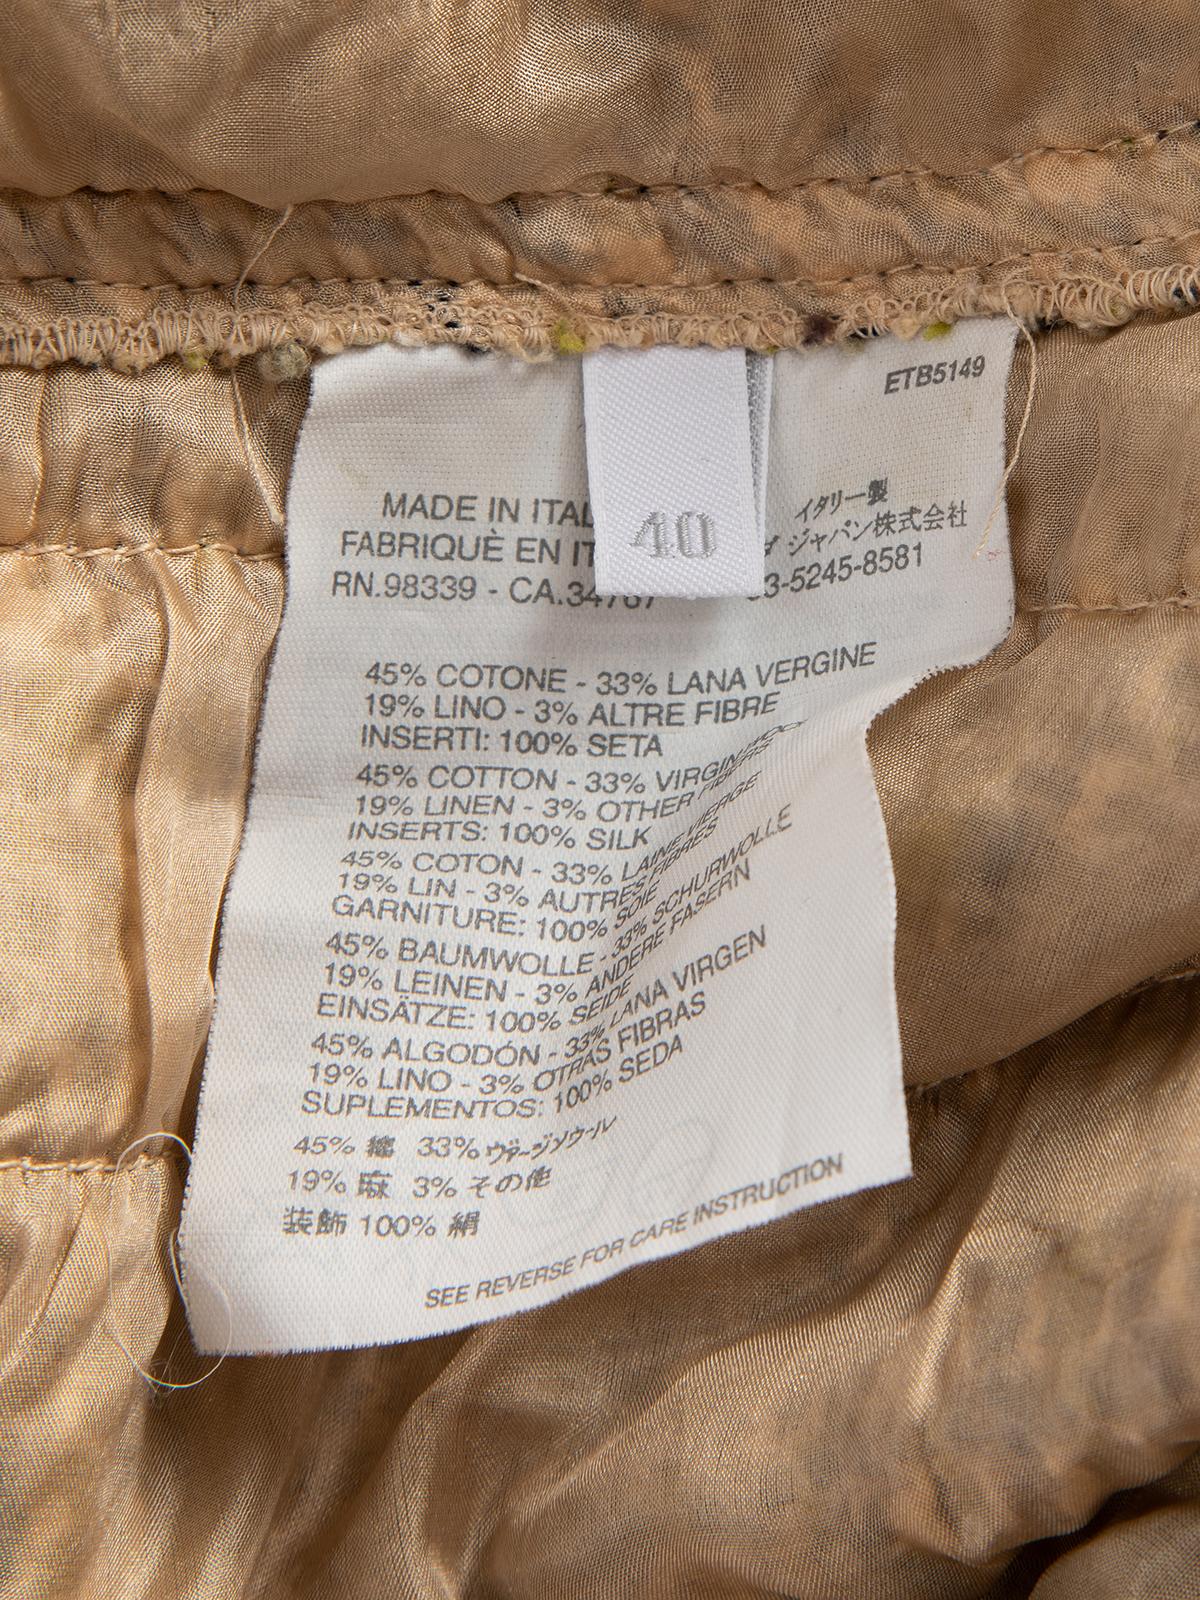 ETB5149
MADE IN
FABRIQUÈ EN
RN.98339 - CA.34767
40
イタリー製
ジャパン株式会社
3-5245-8581
45% COTONE - 33% LANA VERGINE
19% LINO - 3% ALTRE FIBRE
INSERTI: 100% SETA
45% COTTON - 33% VIRGIN WOOL
19% LINEN - 3% OTHER FIBERS
INSERTS: 100% SILK
45% COTON - 33% LAINE VIERGE
19% LIN - 3% AUTRES FIBRES
GARNITURE: 100% SOIE
45% BAUMWOLLE - 33% SCHURWOLLE
19% LEINEN - 3% ANDERE FASERN
EINSÄTZE: 100% SEIDE
45% ALGODÓN - 33% LANA VIRGEN
19% LINO - 3% OTRAS FIBRAS
SUPLEMENTOS: 100% SEDA
45% 綿 33% ヴァージンウール
19% 麻 3% その他
装飾 100% 絹
SEE REVERSE FOR CARE INSTRUCTION